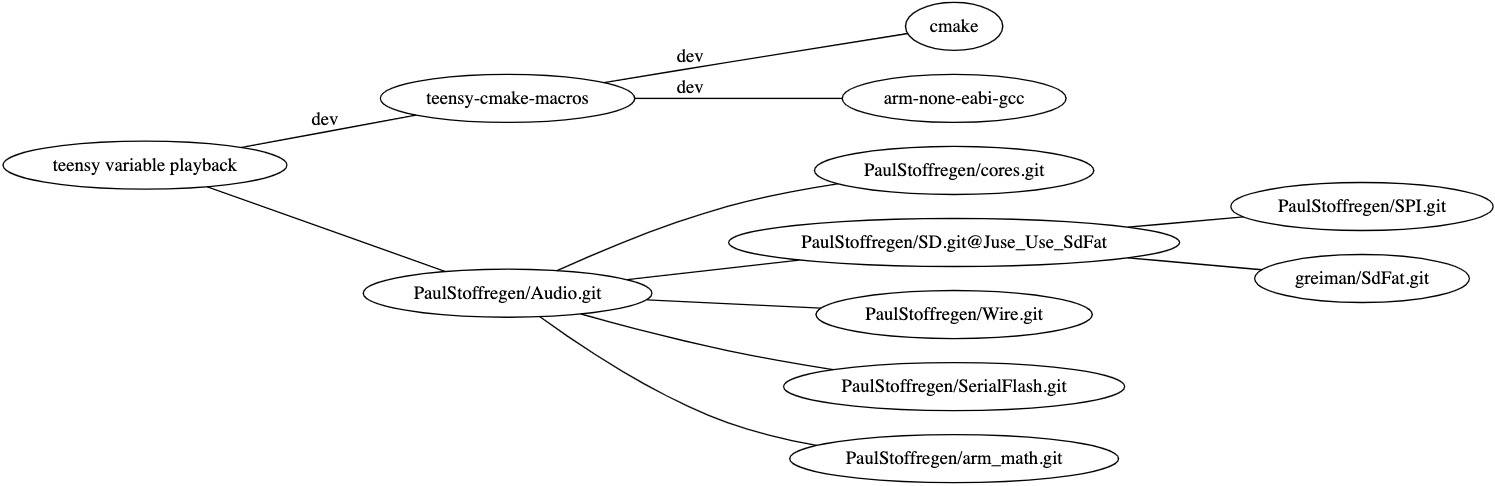 cmake
dev
teensy-cmake-macros
dev
arm-none-eabi-gcc
dev
teensy variable playback
PaulStoffregen/cores.git
PaulStoffregen/SPI.git
PaulStoffregen/SD.git@Juse_Use_SdFat
greiman/SdFat.git
PaulStoffregen/Audio.git
PaulStoffregen/Wire.git
PaulStoffregen/SerialFlash.git
PaulStoffregen/arm_math.git